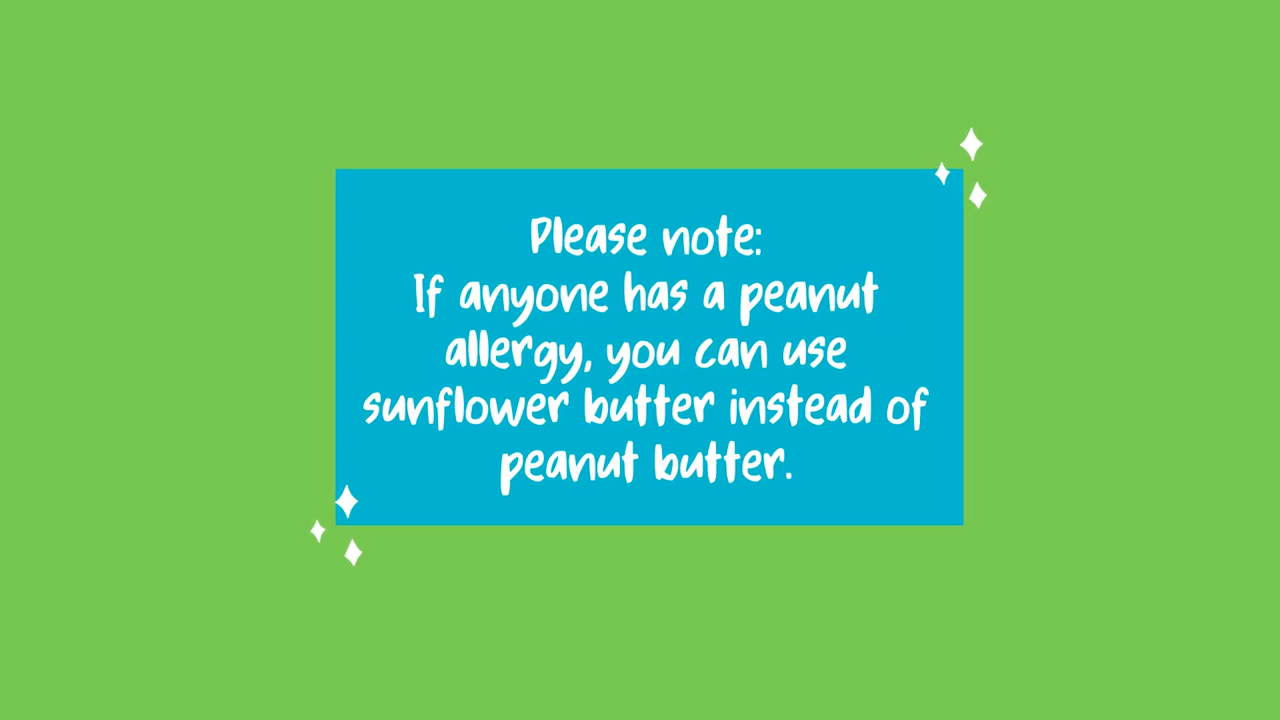 Please note:
If anyone has a peanut
allergy, you can use
sunflower butter instead of
peanut butter.